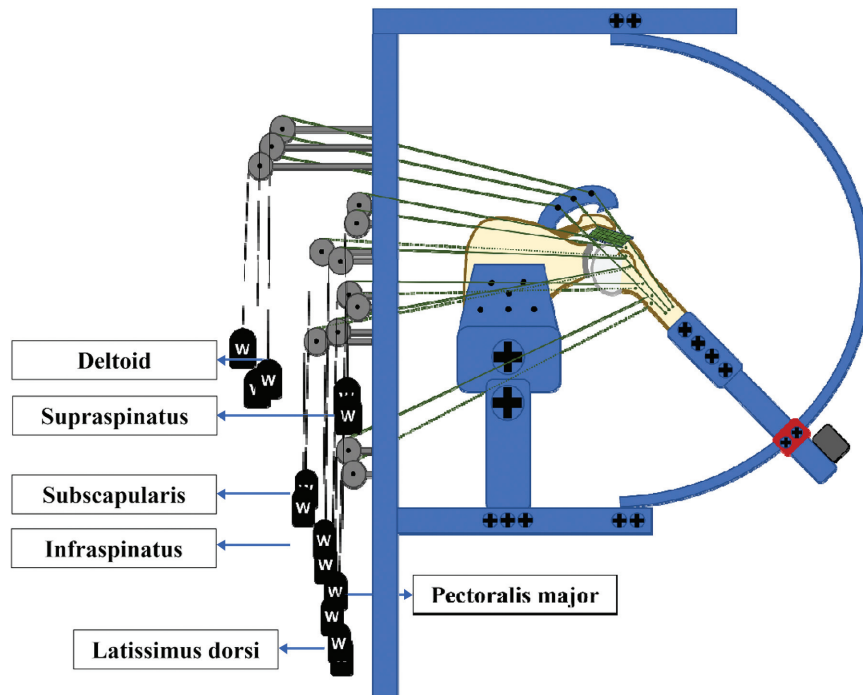 W
Deltoid
W
W
Supraspinatus
W
Subscapularis
W
Infraspinatus
W
W
W
Pectoralis major
W
Latissimus dorsi
W